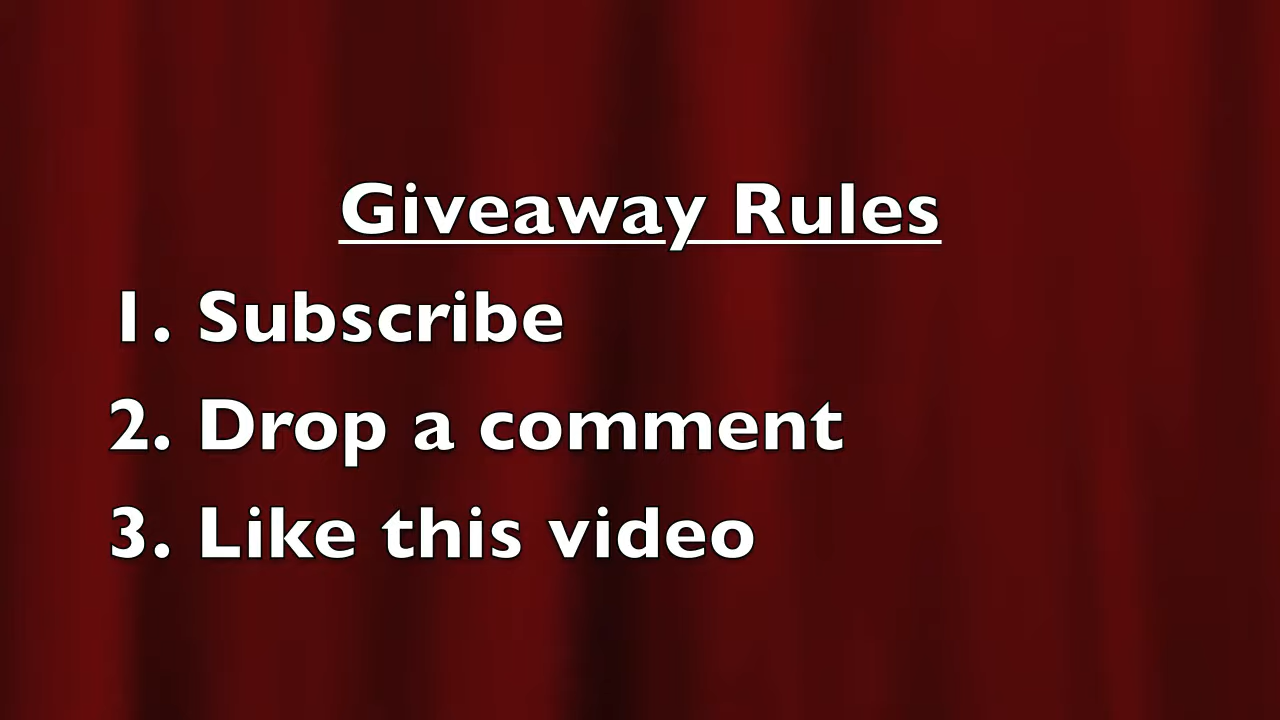 Giveaway Rules
1. Subscribe
2. Drop a comment
3. Like this video